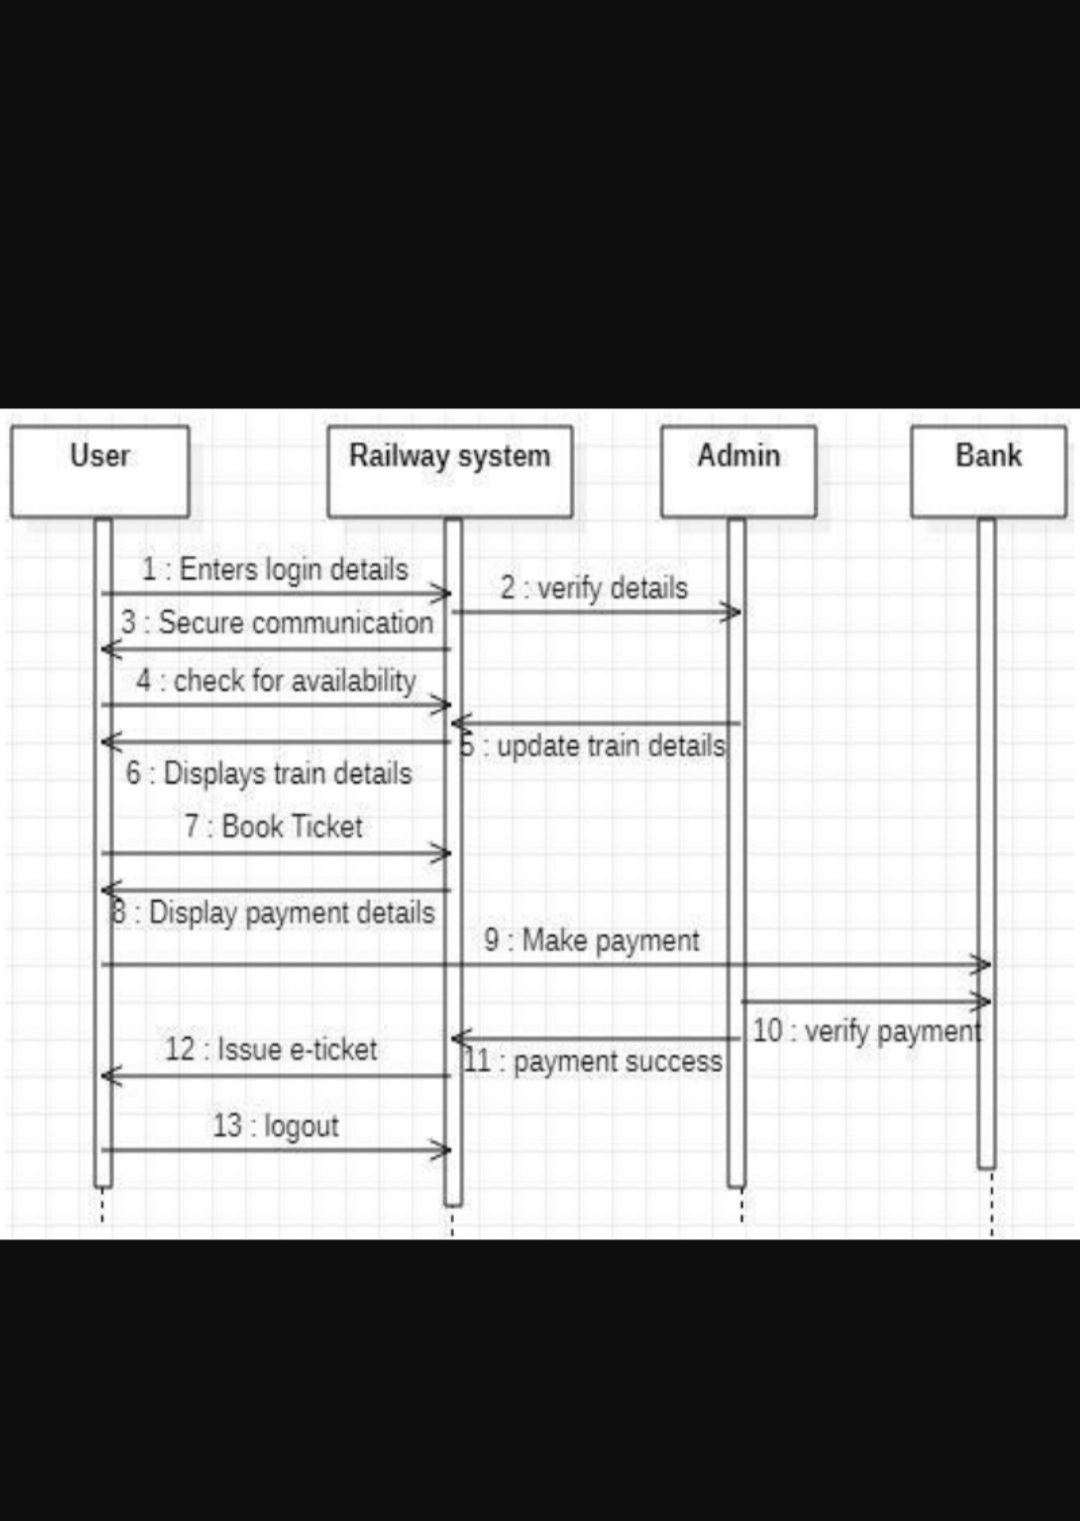 User
Railway system
Admin
Bank
1 : Enters login details
2 : verify details
3 : Secure communication
4 : check for availability
5 : update train details
6 : Displays train details
7 : Book Ticket
8 : Display payment details
9 : Make payment
10 : verify payment
11 : payment success
12 : Issue e-ticket
13 : logout